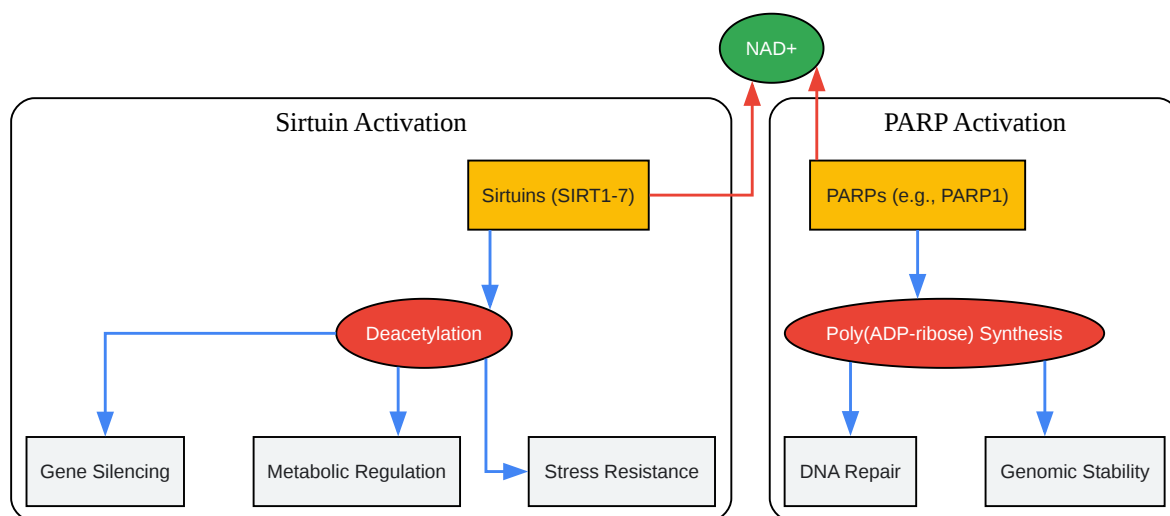 NAD+
Sirtuin Activation
PARP Activation
Sirtuins (SIRT1-7)
PARPs (e.g., PARP1)
Deacetylation
Poly(ADP-ribose) Synthesis
Gene Silencing
Metabolic Regulation
Stress Resistance
DNA Repair
Genomic Stability